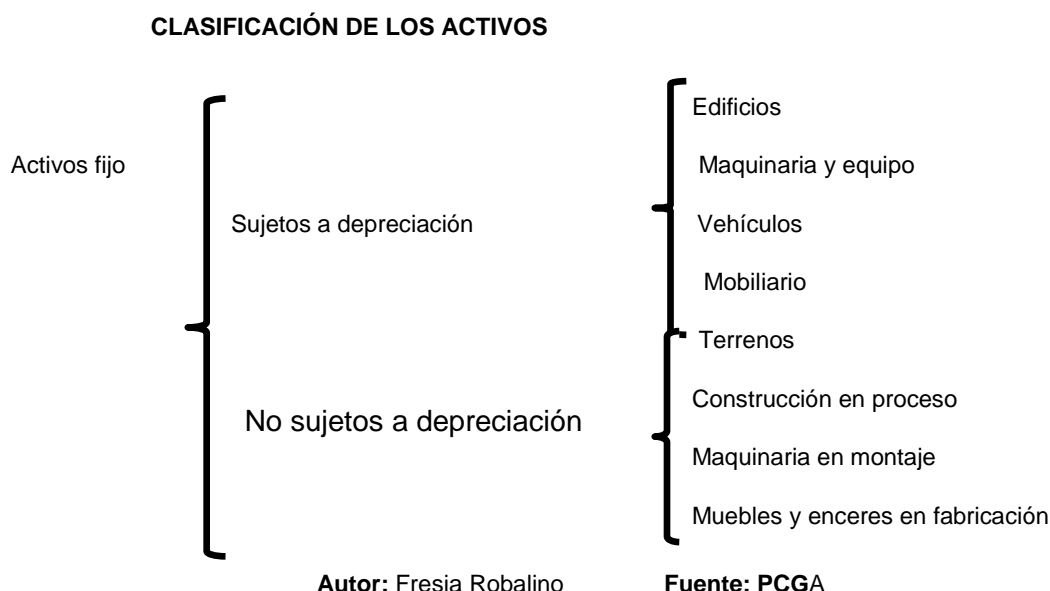 CLASIFICACIÓN DE LOS ACTIVOS
Activos fijo
Sujetos a depreciación
Edificios
Maquinaria y equipo
Vehículos
Mobiliario
No sujetos a depreciación
Terrenos
Construcción en proceso
Maquinaria en montaje
Muebles y enceres en fabricación
Autor: Fresia Robalino Fuente: PCGA